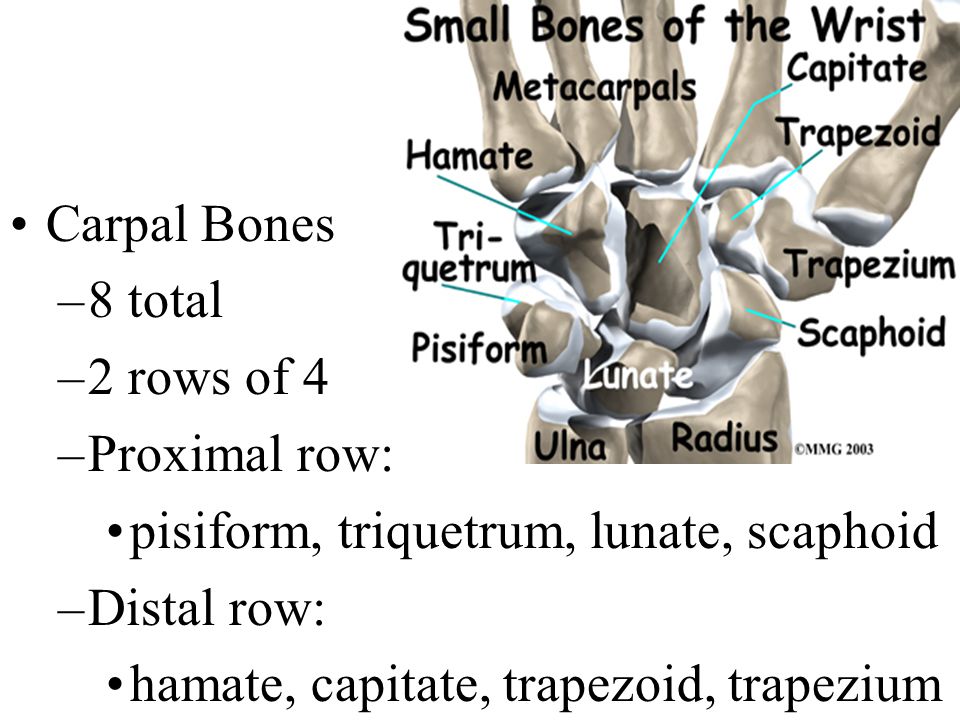 Small Bones of the Wrist
Capitate
Metacarpals
Trapezoid
Hamate
Tri-
quetrum
Trapezium
Pisiform
Scaphoid
Lunate
Ulna
Radius
©MMG 2003
• Carpal Bones
–8 total
–2 rows of 4
–Proximal row:
•pisiform, triquetrum, lunate, scaphoid
–Distal row:
•hamate, capitate, trapezoid, trapezium